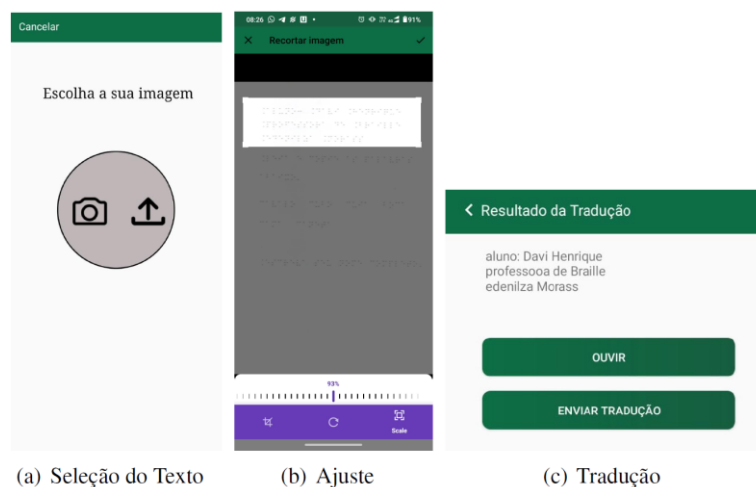 Cancelar
Escolha a sua imagem
(a) Seleção do Texto
08:26 91%
Recortar imagem
93%
Scale
(b) Ajuste
Resultado da Tradução
aluno: Davi Henrique
professooa de Braille
edenilza Morass
OUVIR
ENVIAR TRADUÇÃO
(c) Tradução